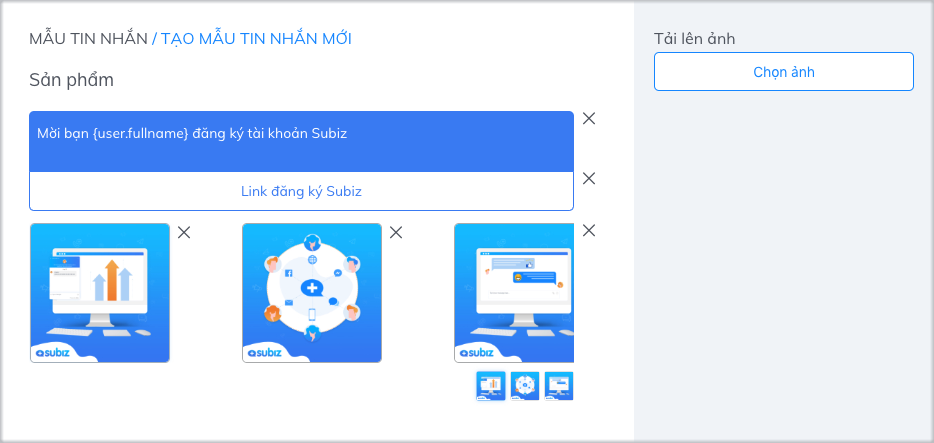 MẪU TIN NHẮN / TẠO MẪU TIN NHẮN MỚI
Sản phẩm
Mời bạn {user.fullname} đăng ký tài khoản Subiz
Link đăng ký Subiz
subiz
subiz
subiz
Tải lên ảnh
Chọn ảnh